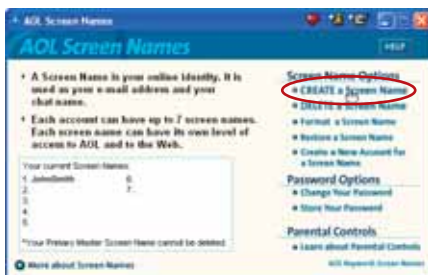 AOL Screen Names
AOL Screen Names
HELP
• A Screen Name is your online identity. It is
used as your e-mail address and your
chat name.
• Each account can have up to 7 screen names.
Each screen name can have its own level of
access to AOL and to the Web.
Your current Screen Names:
1. JohnSmith 6.
2. 7.
3.
4.
5.
*Your Primary Master Screen Name cannot be deleted.
More about Screen Names
Screen Name Options
CREATE a Screen Name
DELETE a Screen Name
Format a Screen Name
Restore a Screen Name
Create a New Account for
a Screen Name
Password Options
Change Your Password
Store Your Password
Parental Controls
Learn about Parental Controls
AOL Keyword: Screen Names